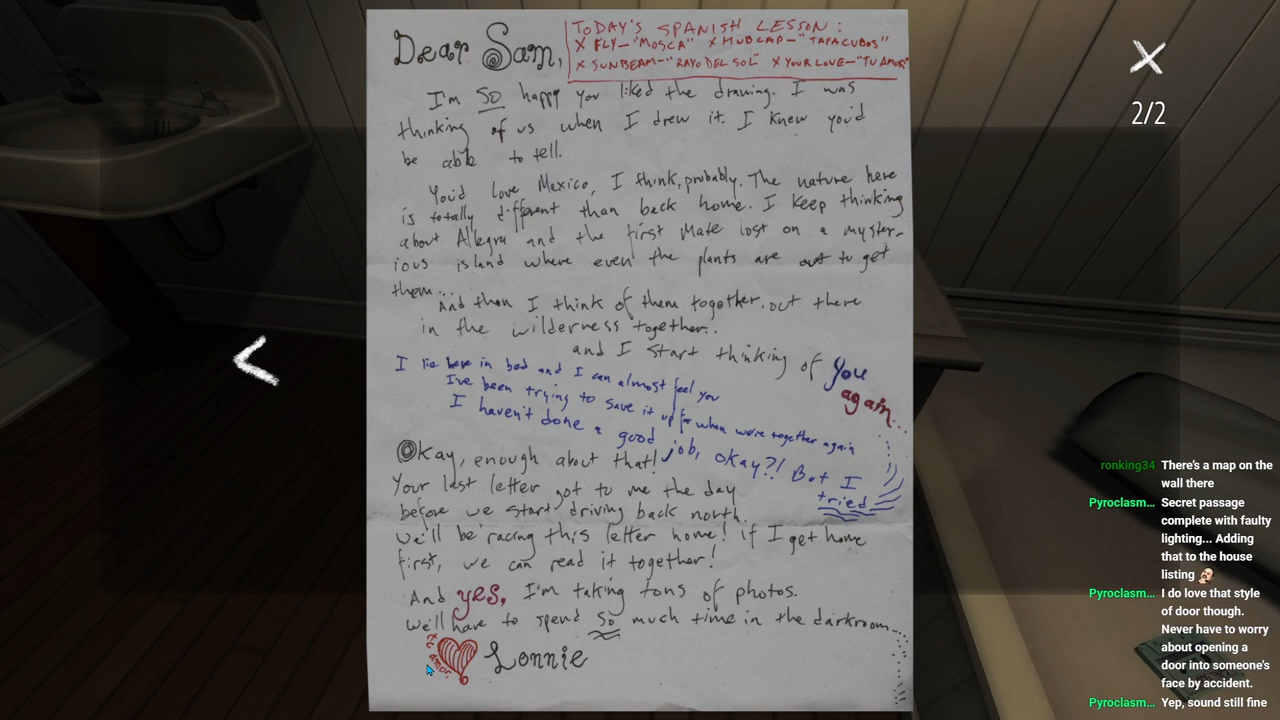 Dear Sam,
TODAY'S SPANISH LESSON:
x FLY—"MOSCA" x HUBCAP—"TAPACUBOS"
x SUNBEAM—"RAYO DEL SOL" x YOUR LOVE—"TU AMOR"
I'm SO happy you liked the drawing. I was
thinking of us when I drew it. I knew you'd
be able to tell.
You'd love Mexico, I think, probably. The nature here
is totally different than back home. I keep thinking
about Allegra and the first Mate lost on a myster-
ious island where even the plants are out to get
them...
And then I think of them together, out there
in the wilderness together..
and I start thinking of you
again.
I lie here in bed and I can almost feel you
I've been trying to save it up for when we're together again
I haven't done a good job, okay?! But I
tried
Okay, enough about that!
Your last letter got to me the day
before we start driving back north.
We'll be racing this letter home! if I get home
first, we can read it together!
And yes, I'm taking tons of photos.
We'll have to spend So much time in the darkroom...
Lonnie
2/2
ronking34 There's a map on the
wall there
Pyroclasm... Secret passage
complete with faulty
lighting... Adding
that to the house
listing
Pyroclasm... I do love that style
of door though.
Never have to worry
about opening a
door into someone's
face by accident.
Pyroclasm... Yep, sound still fine